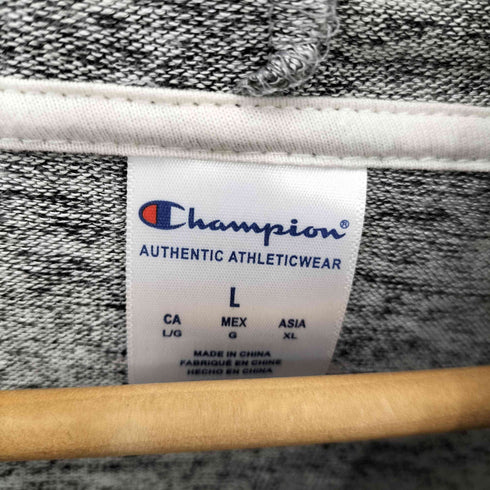 Champion®
AUTHENTIC ATHLETICWEAR
L
CA MEX ASIA
L/G G XL
MADE IN CHINA
FABRIQUÉ EN CHINE
HECHO EN CHINA